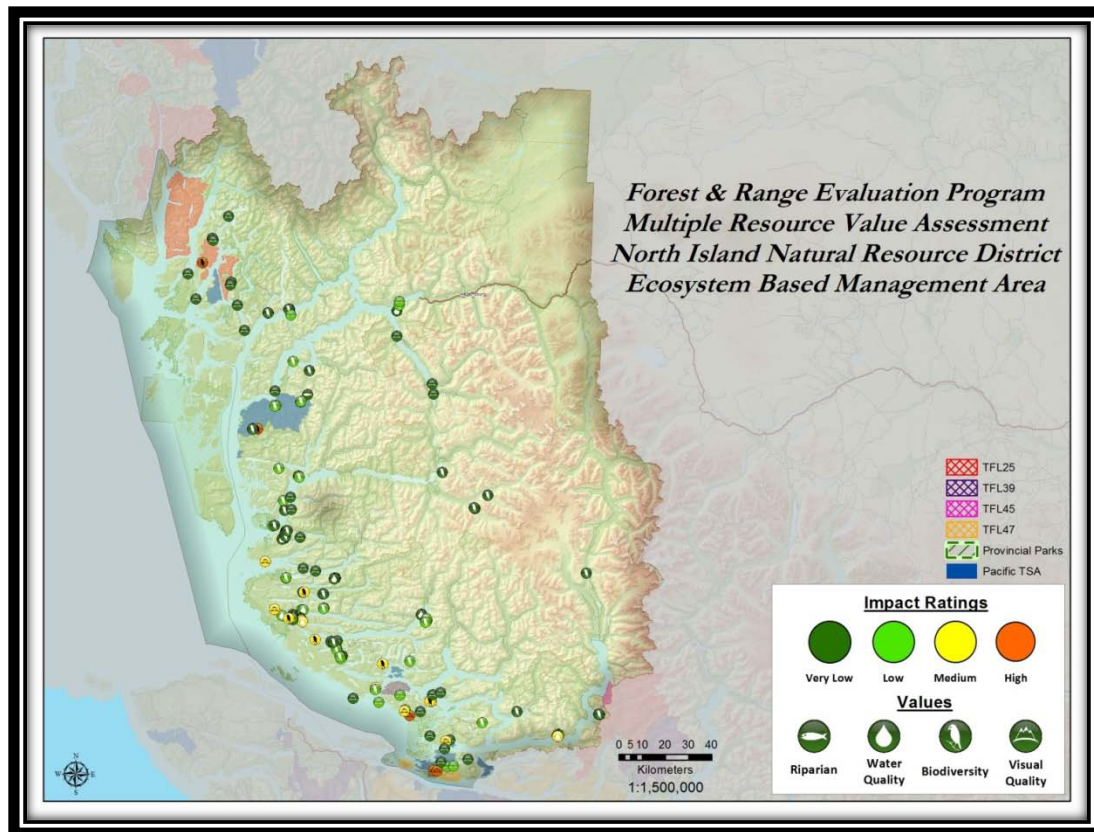 Forest & Range Evaluation Program
Multiple Resource Value Assessment
North Island Natural Resource District
Ecosystem Based Management Area
TFL25
TFL39
TFL45
TFL47
Provincial Parks
Pacific TSA
Impact Ratings
Very Low
Low
Medium
High
Values
Riparian
Water Quality
Biodiversity
Visual Quality
N
W
E
S
0 5 10 20 30 40
Kilometers
1:1,500,000